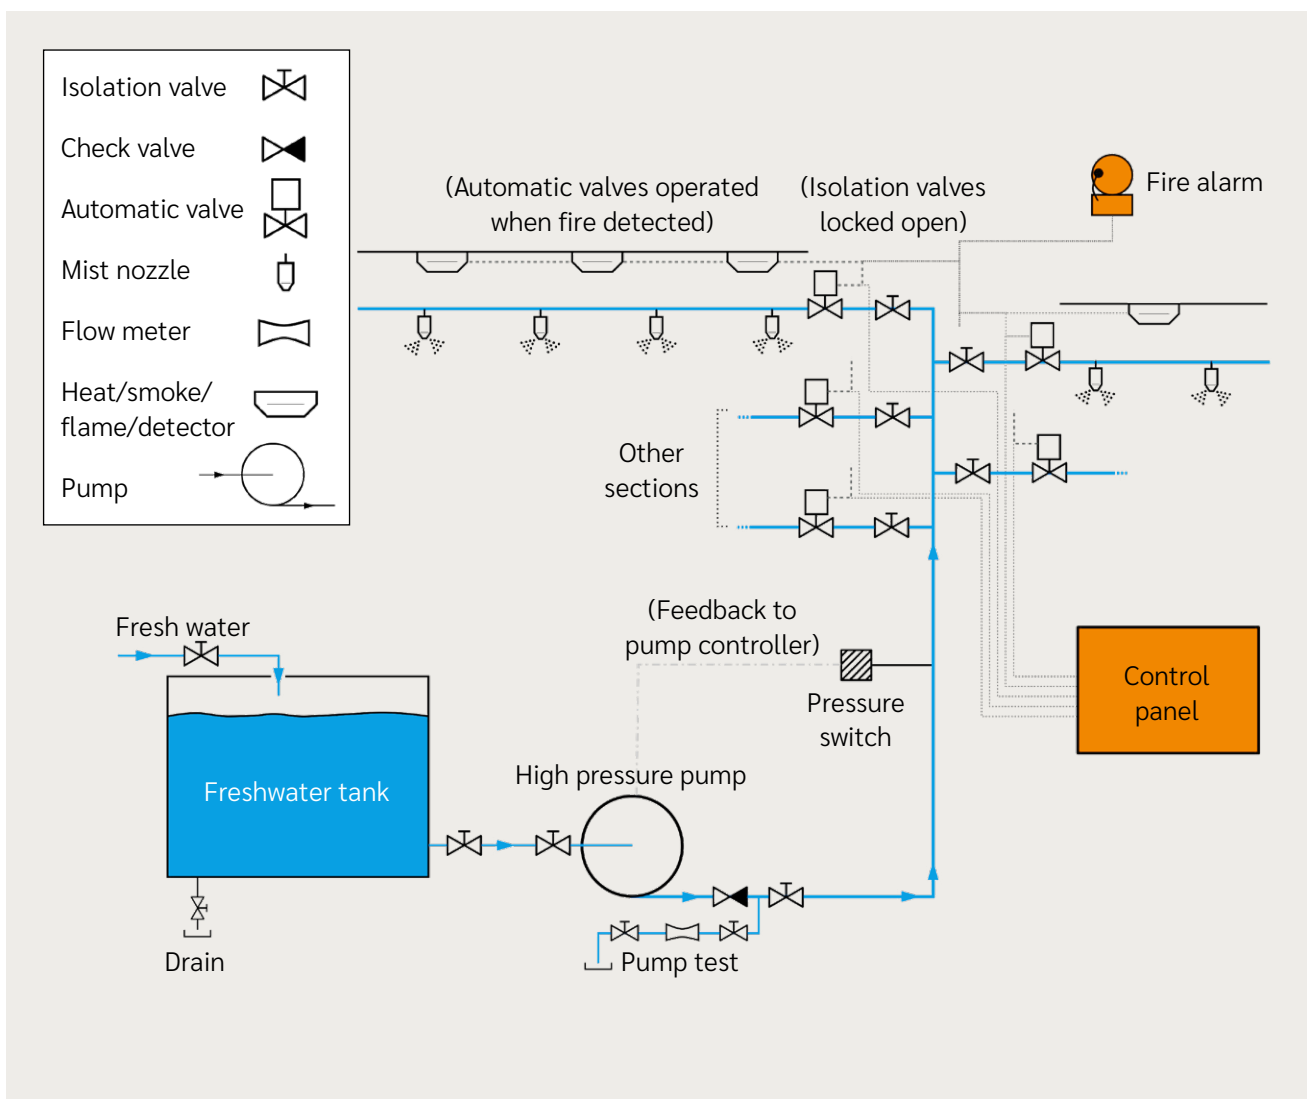 Isolation valve
Check valve
Automatic valve
Mist nozzle
Flow meter
Heat/smoke/
flame/detector
Pump
(Automatic valves operated
when fire detected)
(Isolation valves
locked open)
Fire alarm
Other
sections
(Feedback to
pump controller)
Pressure
switch
Control
panel
Fresh water
Freshwater tank
High pressure pump
Drain
Pump test